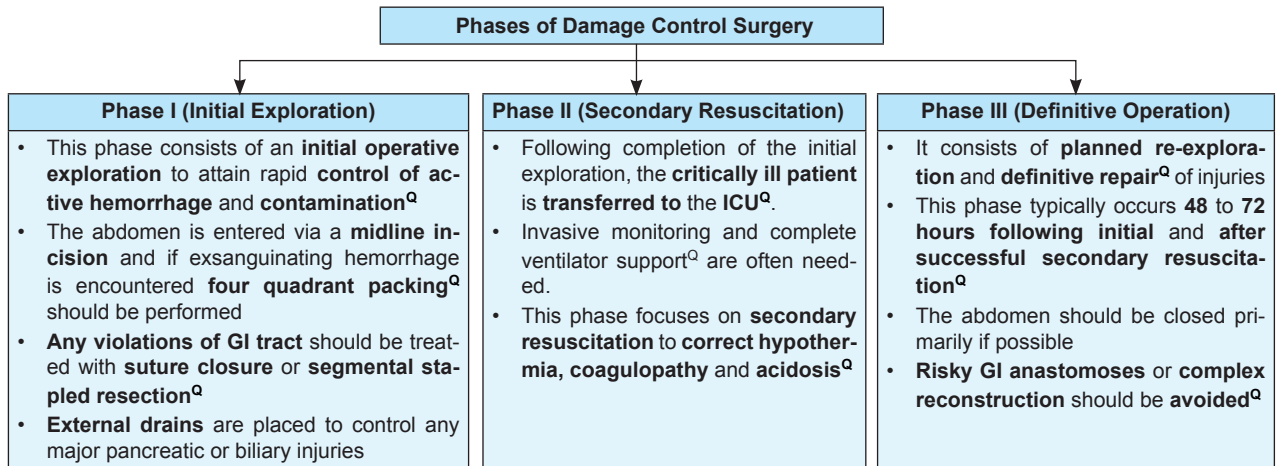 Phases of Damage Control Surgery
Phase I (Initial Exploration)
• This phase consists of an initial operative
exploration to attain rapid control of ac-
tive hemorrhage and contaminationQ
• The abdomen is entered via a midline in-
cision and if exsanguinating hemorrhage
is encountered four quadrant packingQ
should be performed
• Any violations of GI tract should be treat-
ed with suture closure or segmental sta-
pled resectionQ
• External drains are placed to control any
major pancreatic or biliary injuries
Phase II (Secondary Resuscitation)
• Following completion of the initial
exploration, the critically ill patient
is transferred to the ICUQ.
• Invasive monitoring and complete
ventilator supportQ are often need-
ed.
• This phase focuses on secondary
resuscitation to correct hypother-
mia, coagulopathy and acidosisQ
Phase III (Definitive Operation)
• It consists of planned re-explora-
tion and definitive repairQ of injuries
• This phase typically occurs 48 to 72
hours following initial and after
successful secondary resuscita-
tionQ
• The abdomen should be closed pri-
marily if possible
• Risky GI anastomoses or complex
reconstruction should be avoidedQ